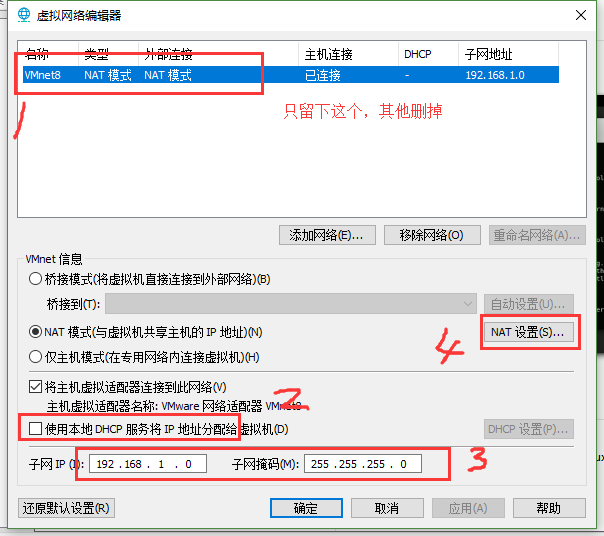 虚拟网络编辑器
名称 类型 外部连接 主机连接 DHCP 子网地址
VMnet8 NAT 模式 NAT 模式 已连接 - 192.168.1.0
1
只留下这个，其他删掉
添加网络(E)... 移除网络(O) 重命名网络(A)...
VMnet 信息
桥接模式(将虚拟机直接连接到外部网络)(B)
桥接到(T): 自动设置(U)...
NAT 模式(与虚拟机共享主机的 IP 地址)(N) NAT 设置(S)...
4
仅主机模式(在专用网络内连接虚拟机)(H)
将主机虚拟适配器连接到此网络(V)
2
主机虚拟适配器名称: VMware 网络适配器 VMnet8
使用本地 DHCP 服务将 IP 地址分配给虚拟机(D) DHCP 设置(P)...
子网 IP (I): 192 .168 . 1 . 0 子网掩码(M): 255 .255 .255 . 0
3
还原默认设置(R) 确定 取消 应用(A) 帮助